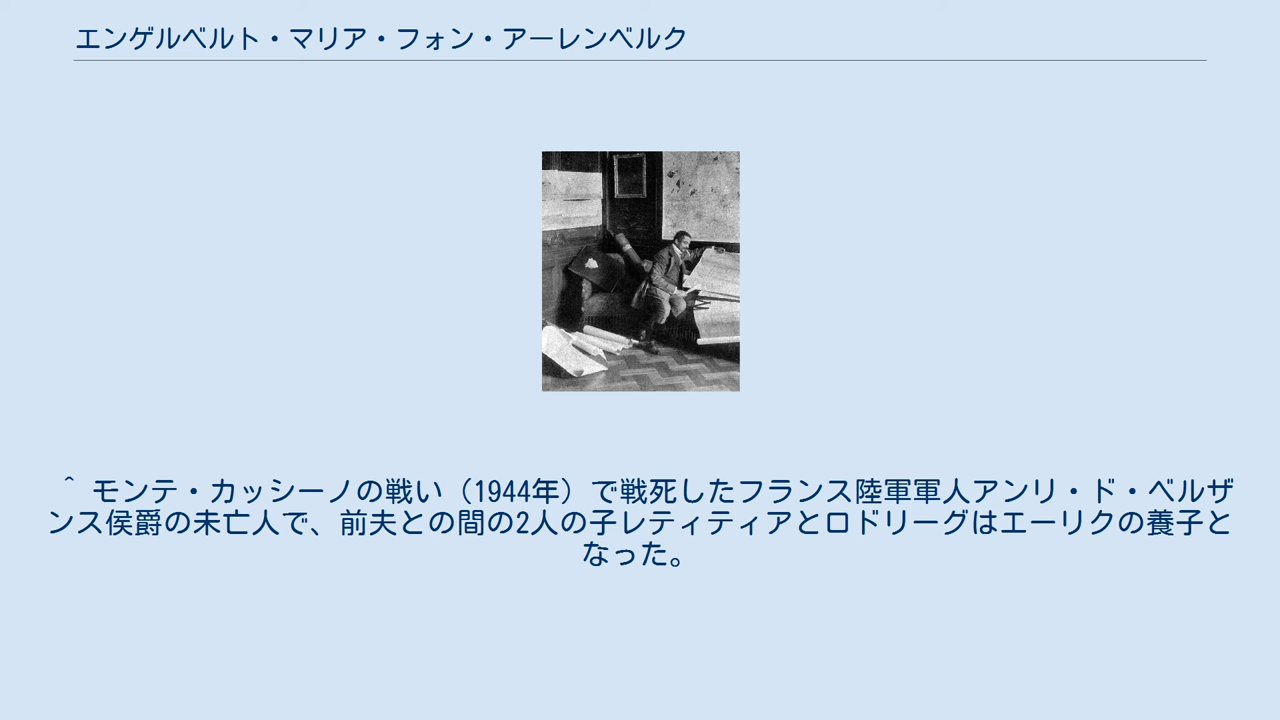 エンゲルベルト・マリア・フォン・アーレンベルク
^ モンテ・カッシーノの戦い（1944年）で戦死したフランス陸軍軍人アンリ・ド・ベルザ
ンス侯爵の未亡人で、前夫との間の2人の子レティティアとロドリーグはエーリクの養子と
なった。